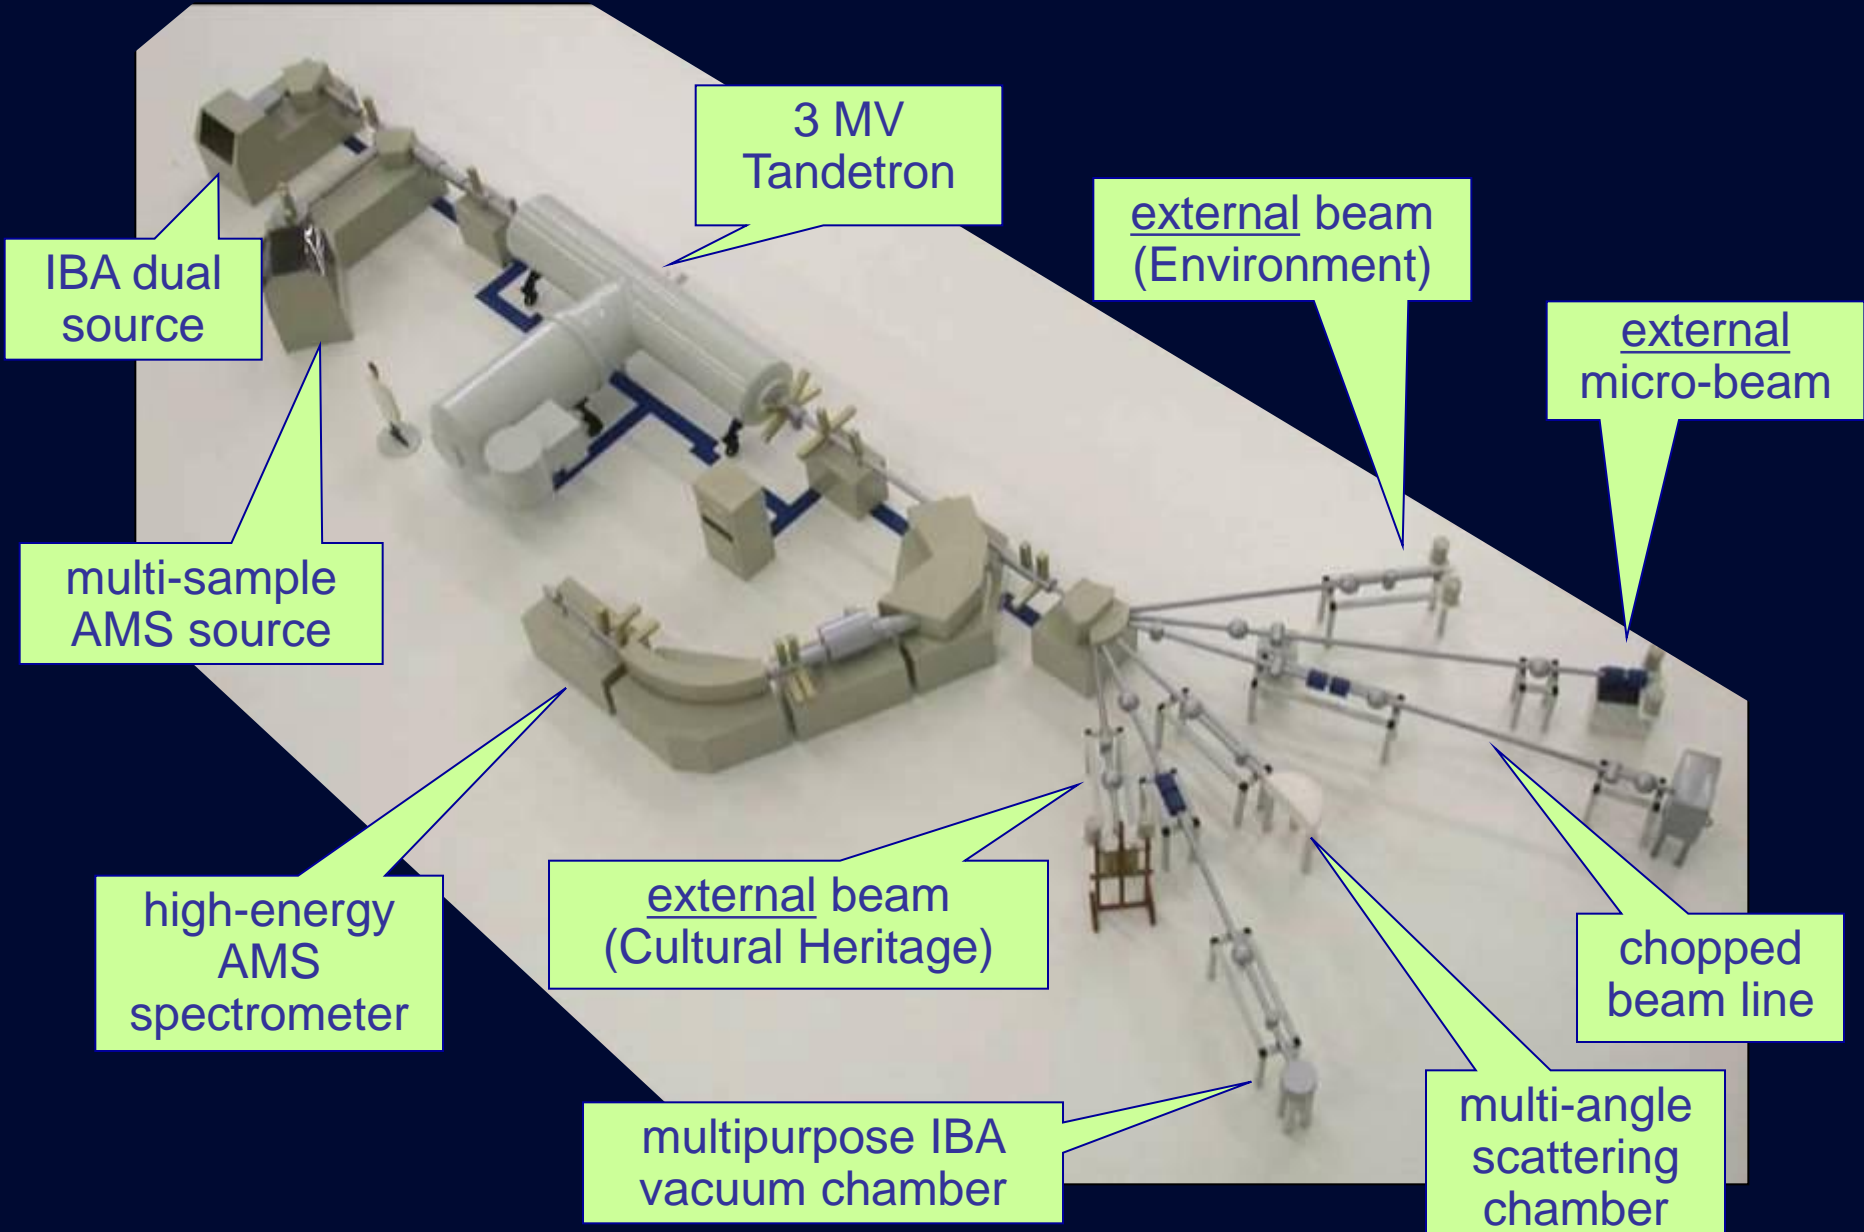 3 MV
Tandetron
external beam
(Environment)
IBA dual
source
external
micro-beam
multi-sample
AMS source
high-energy
AMS
spectrometer
external beam
(Cultural Heritage)
chopped
beam line
multipurpose IBA
vacuum chamber
multi-angle
scattering
chamber